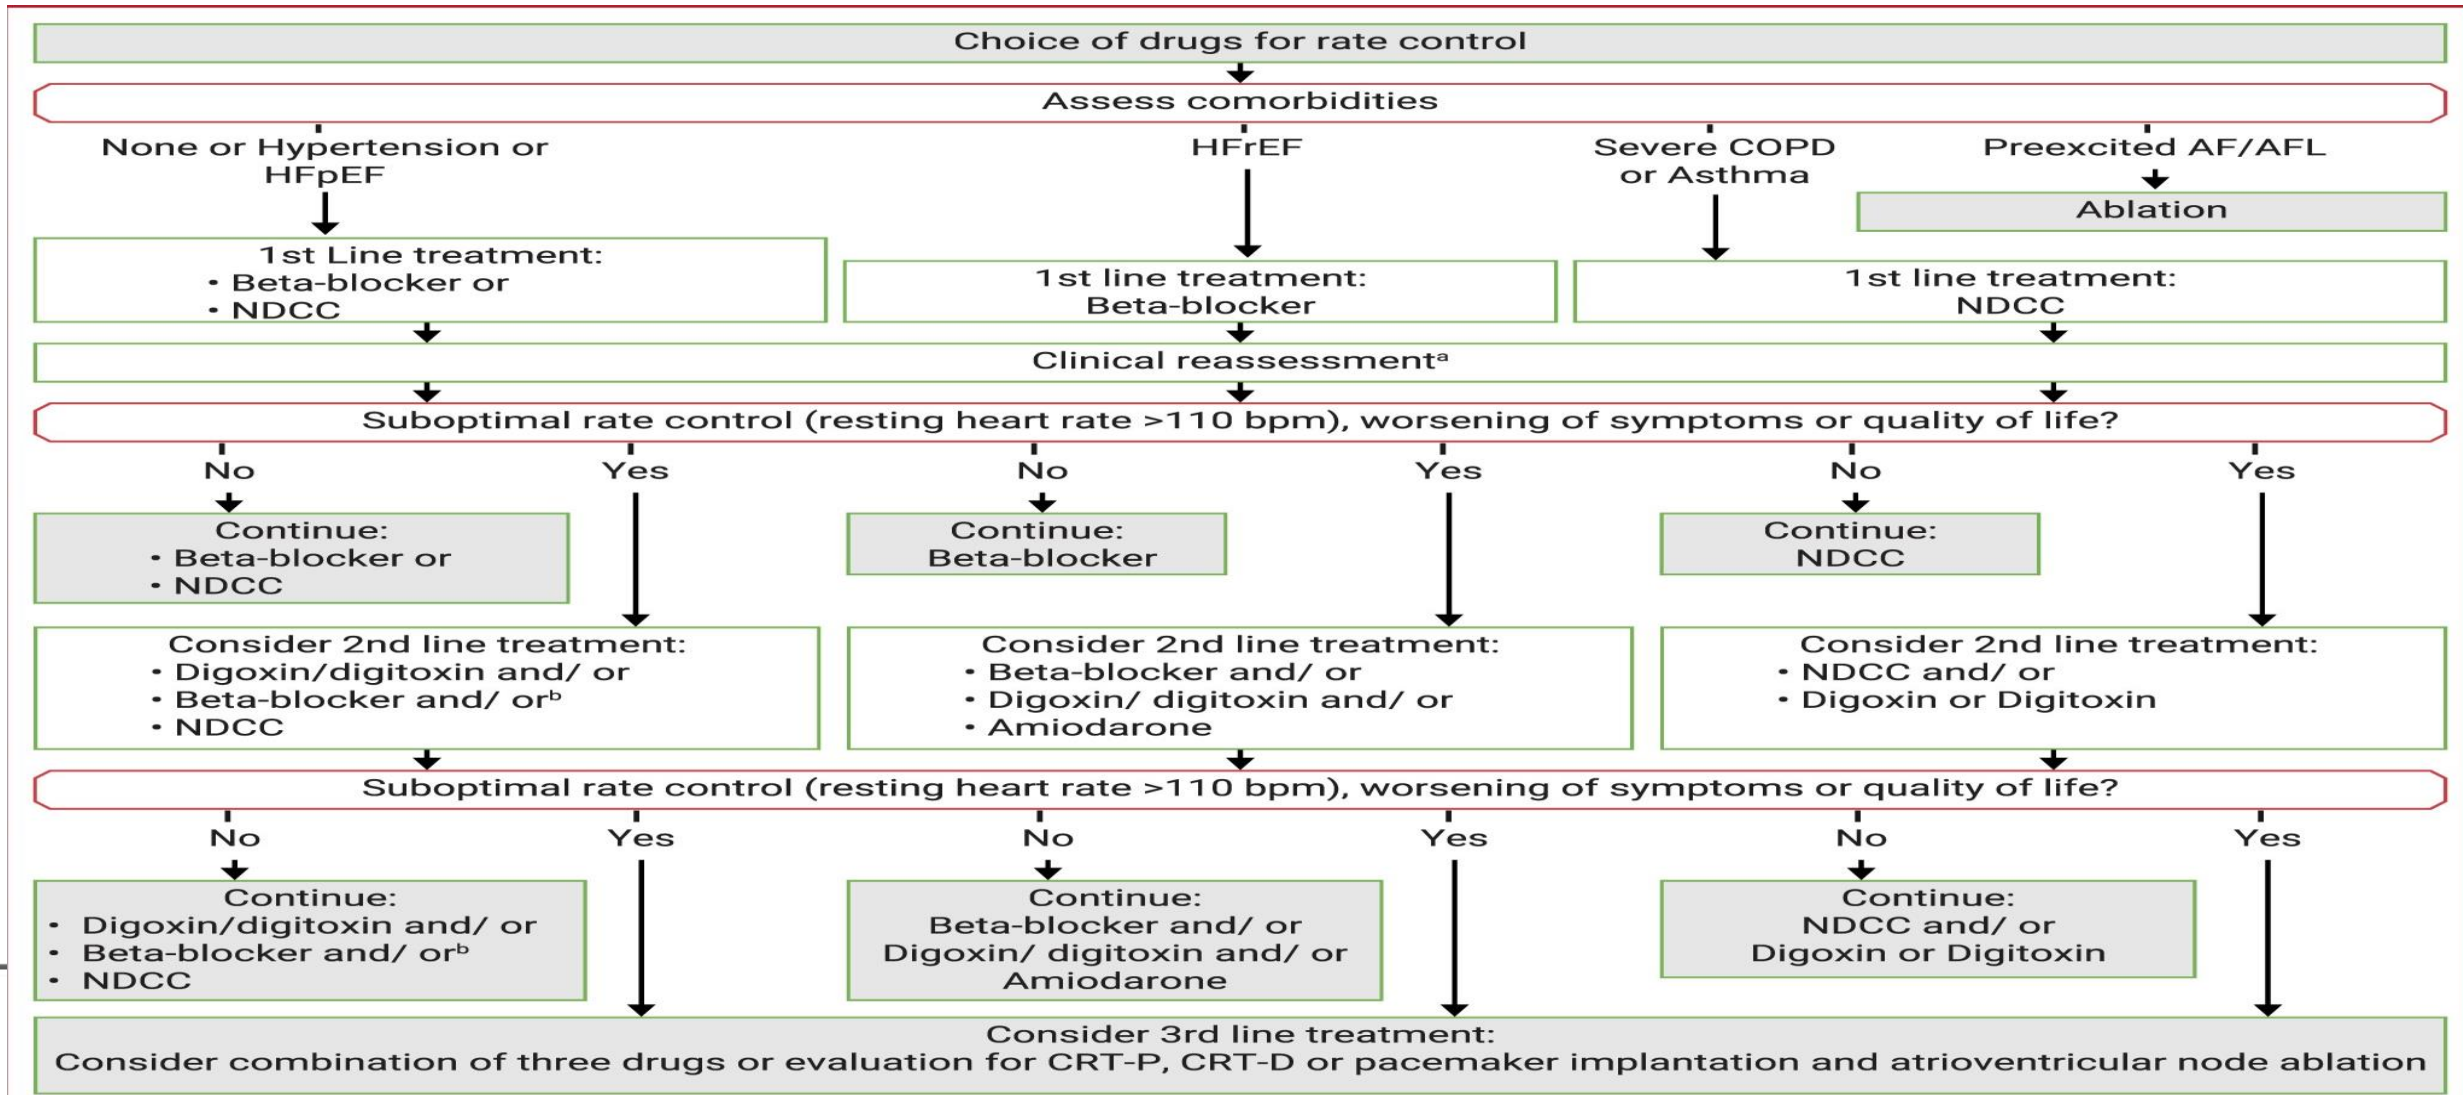 Choice of drugs for rate control
Assess comorbidities
None or Hypertension or
HFpEF
HFrEF
Severe COPD
or Asthma
Preexcited AF/AFL
Ablation
1st Line treatment:
• Beta-blocker or
• NDCC
1st line treatment:
Beta-blocker
1st line treatment:
NDCC
Clinical reassessmentᵃ
Suboptimal rate control (resting heart rate >110 bpm), worsening of symptoms or quality of life?
No
Yes
No
Yes
No
Yes
Continue:
• Beta-blocker or
• NDCC
Continue:
Beta-blocker
Continue:
NDCC
Consider 2nd line treatment:
• Digoxin/digitoxin and/ or
• Beta-blocker and/ orᵇ
• NDCC
Consider 2nd line treatment:
• Beta-blocker and/ or
• Digoxin/ digitoxin and/ or
• Amiodarone
Consider 2nd line treatment:
• NDCC and/ or
• Digoxin or Digitoxin
Suboptimal rate control (resting heart rate >110 bpm), worsening of symptoms or quality of life?
No
Yes
No
Yes
No
Yes
Continue:
• Digoxin/digitoxin and/ or
• Beta-blocker and/ orᵇ
• NDCC
Continue:
Beta-blocker and/ or
Digoxin/ digitoxin and/ or
Amiodarone
Continue:
NDCC and/ or
Digoxin or Digitoxin
Consider 3rd line treatment:
Consider combination of three drugs or evaluation for CRT-P, CRT-D or pacemaker implantation and atrioventricular node ablation